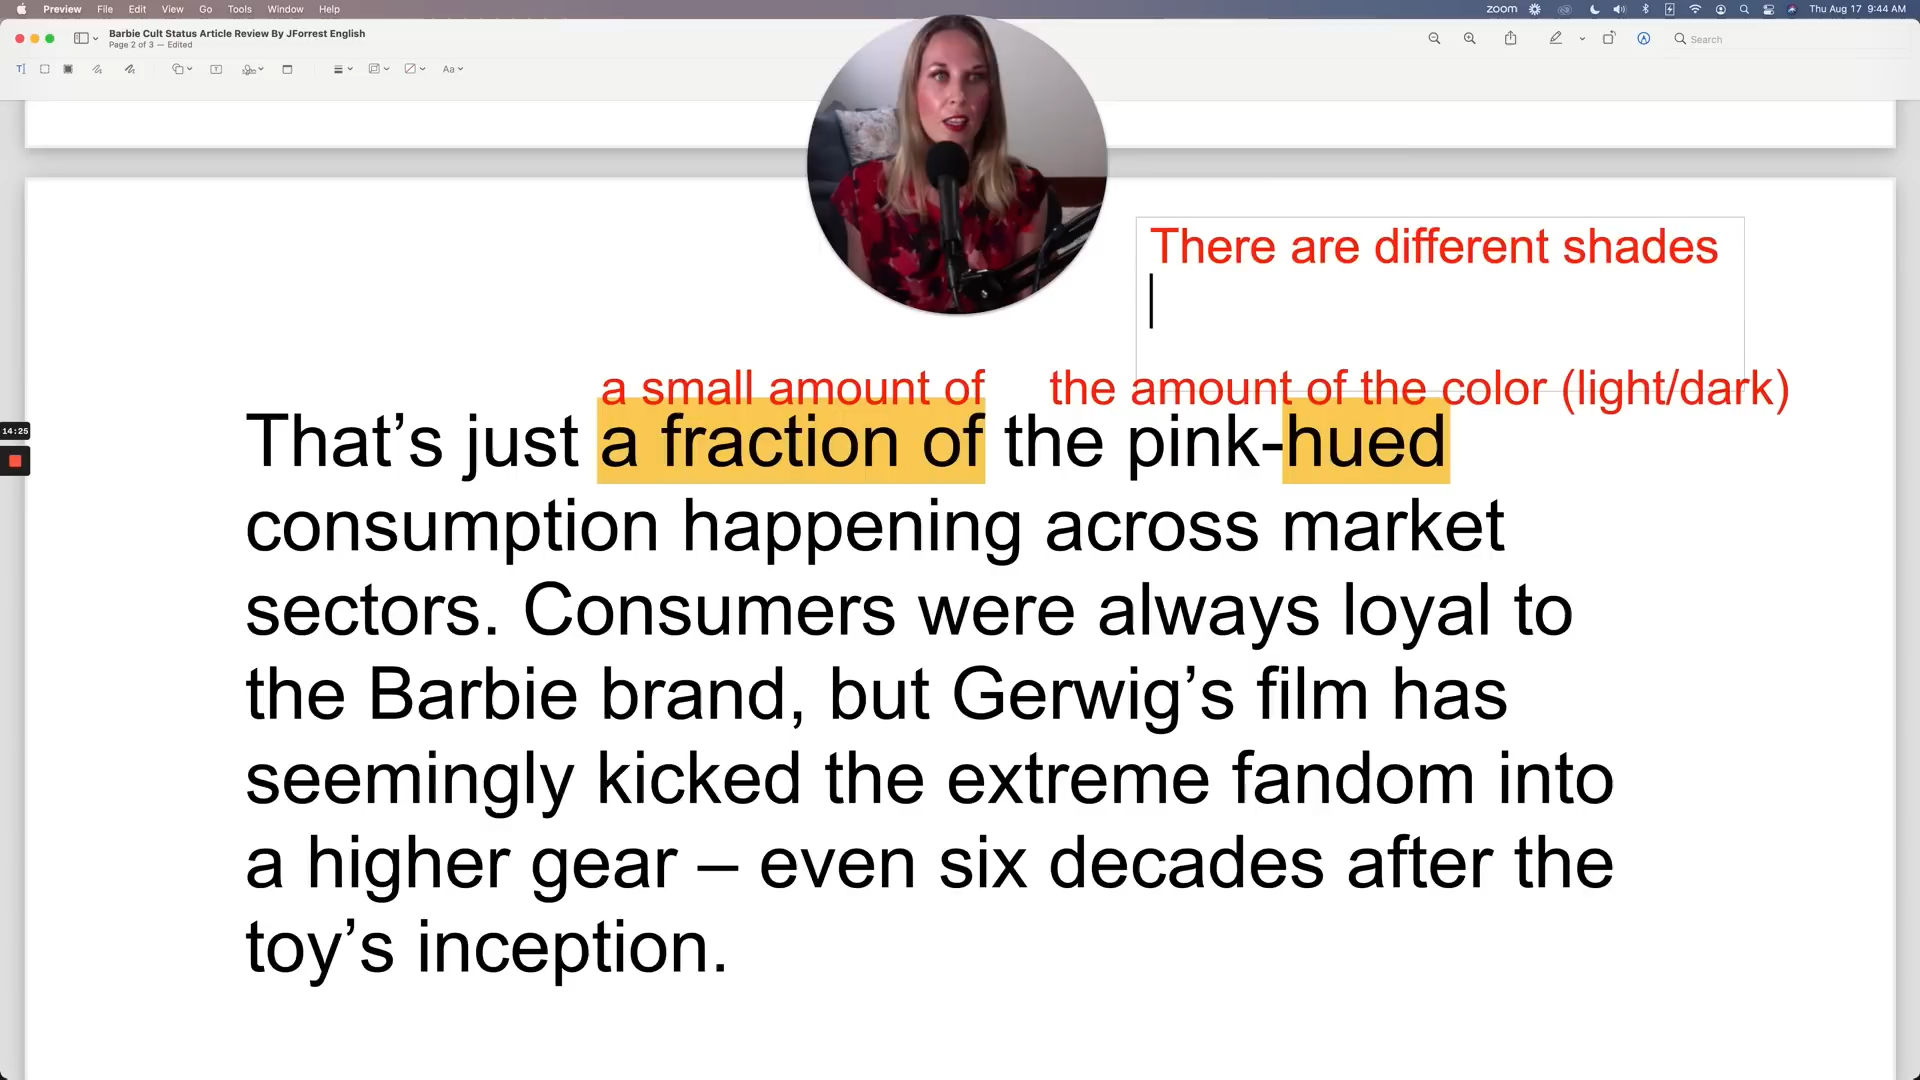 Preview File Edit View Go Tools Window Help
zoom Thu Aug 17 9:44 AM
Barbie Cult Status Article Review By JForrest English
Page 2 of 3 — Edited
Search
Aa
There are different shades
a small amount of the amount of the color (light/dark)
That’s just a fraction of the pink-hued
14:25
consumption happening across market
sectors. Consumers were always loyal to
the Barbie brand, but Gerwig’s film has
seemingly kicked the extreme fandom into
a higher gear – even six decades after the
toy’s inception.